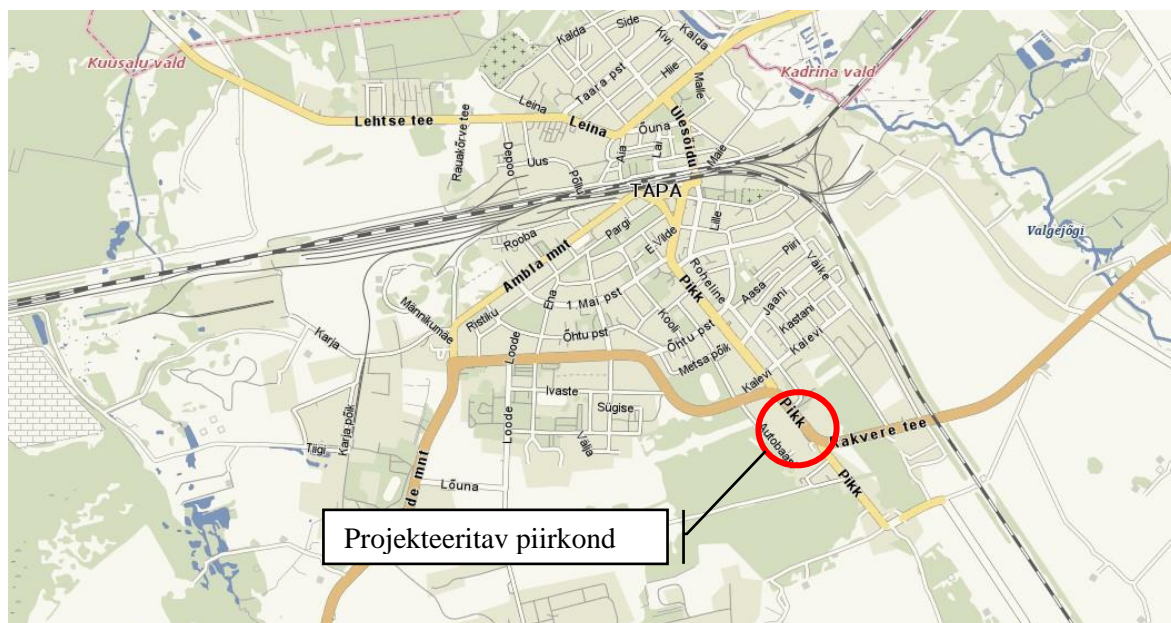 Kuusalu vald
Kadrina vald
Side
Kalda
Kivi
Kalda
Taara pst
Hiie
Malle
Leina
Lehtse tee
Leina
Ülesõidu
Õuna
Rauakõrve tee
Depoo
Uus
Põllu
Aia
Lai
Maie
TAPA
Valgejõgi
Rooba
Pargi
E.Vilde
Lille
Ambla mnt
Roheline
Piiri
Väike
Pikk
Aasa
Jaani
Männikumäe
Eha
1 Mai pst
Kooli
Kastani
Ristiku
Karja
Loode
Õhtu pst
Õhtu pst
Metsa põik
Kalevi
Kalevi
Ivaste
Sügise
Pikk
Karja põik
Loode
Välja
Rakvere tee
Tiigi
Pikk
Lõuna
de mnt
Projekteeritav piirkond